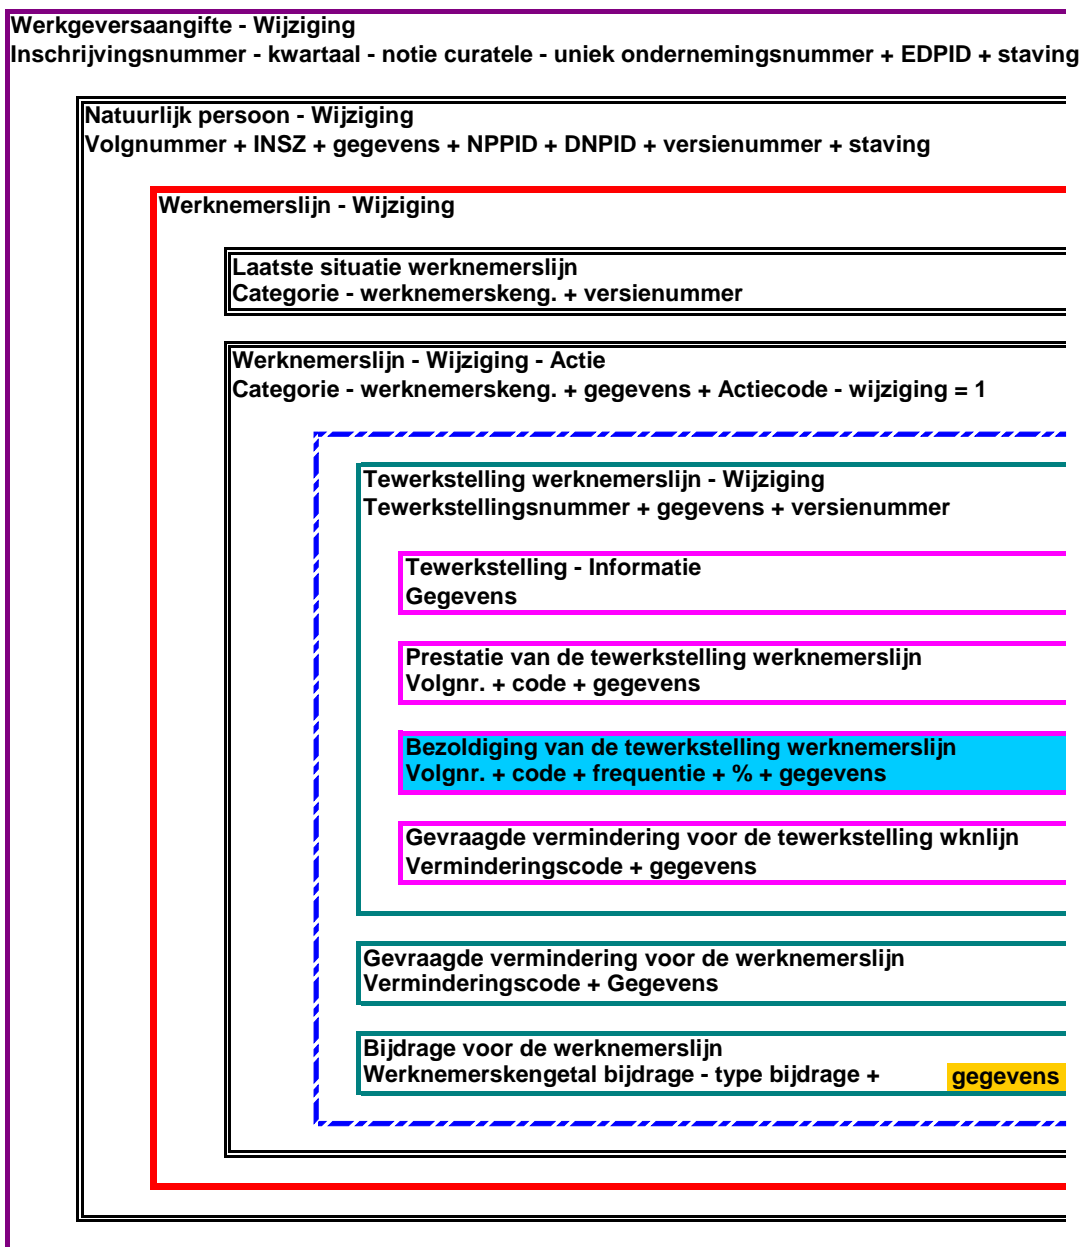 Werkgeversaangifte - Wijziging
Inschrijvingsnummer - kwartaal - notie curatele - uniek ondernemingsnummer + EDPID + staving
Natuurlijk persoon - Wijziging
Volgnummer + INSZ + gegevens + NPPID + DNPID + versienummer + staving
Werknemerslijn - Wijziging
Laatste situatie werknemerslijn
Categorie - werknemerskeng. + versienummer
Werknemerslijn - Wijziging - Actie
Categorie - werknemerskeng. + gegevens + Actiecode - wijziging = 1
Tewerkstelling werknemerslijn - Wijziging
Tewerkstellingsnummer + gegevens + versienummer
Tewerkstelling - Informatie
Gegevens
Prestatie van de tewerkstelling werknemerslijn
Volgnr. + code + gegevens
Bezoldiging van de tewerkstelling werknemerslijn
Volgnr. + code + frequentie + % + gegevens
Gevraagde vermindering voor de tewerkstelling wknlijn
Verminderingscode + gegevens
Gevraagde vermindering voor de werknemerslijn
Verminderingscode + Gegevens
Bijdrage voor de werknemerslijn
Werknemerskengetal bijdrage - type bijdrage + gegevens